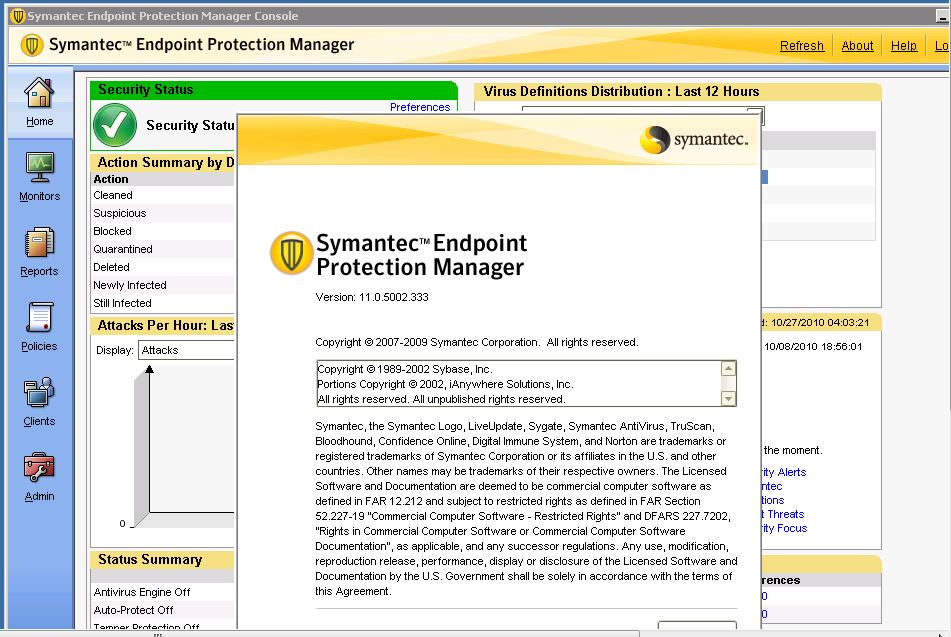 Symantec Endpoint Protection Manager Console
Symantec™ Endpoint Protection Manager
Refresh
About
Help
Lo
Home
Monitors
Reports
Policies
Clients
Admin
Security Status
Preferences
Security Statu
Action Summary by D
Action
Cleaned
Suspicious
Blocked
Quarantined
Deleted
Newly Infected
Still Infected
Attacks Per Hour: Las
Display: Attacks
0
Status Summary
Antivirus Engine Off
Auto-Protect Off
Tamper Protection Off
Virus Definitions Distribution : Last 12 Hours
symantec.
Symantec™ Endpoint
Protection Manager
Version: 11.0.5002.333
Copyright © 2007-2009 Symantec Corporation. All rights reserved.
Copyright © 1989-2002 Sybase, Inc.
Portions Copyright © 2002, iAnywhere Solutions, Inc.
All rights reserved. All unpublished rights reserved.
Symantec, the Symantec Logo, LiveUpdate, Sygate, Symantec AntiVirus, TruScan,
Bloodhound, Confidence Online, Digital Immune System, and Norton are trademarks or
registered trademarks of Symantec Corporation or its affiliates in the U.S. and other
countries. Other names may be trademarks of their respective owners. The Licensed
Software and Documentation are deemed to be commercial computer software as
defined in FAR 12.212 and subject to restricted rights as defined in FAR Section
52.227-19 "Commercial Computer Software - Restricted Rights" and DFARS 227.7202,
"Rights in Commercial Computer Software or Commercial Computer Software
Documentation", as applicable, and any successor regulations. Any use, modification,
reproduction release, performance, display or disclosure of the Licensed Software and
Documentation by the U.S. Government shall be solely in accordance with the terms of
this Agreement.
d: 10/27/2010 04:03:21
10/08/2010 18:56:01
the moment.
ity Alerts
ntec
tions
t Threats
ity Focus
rences
0
0